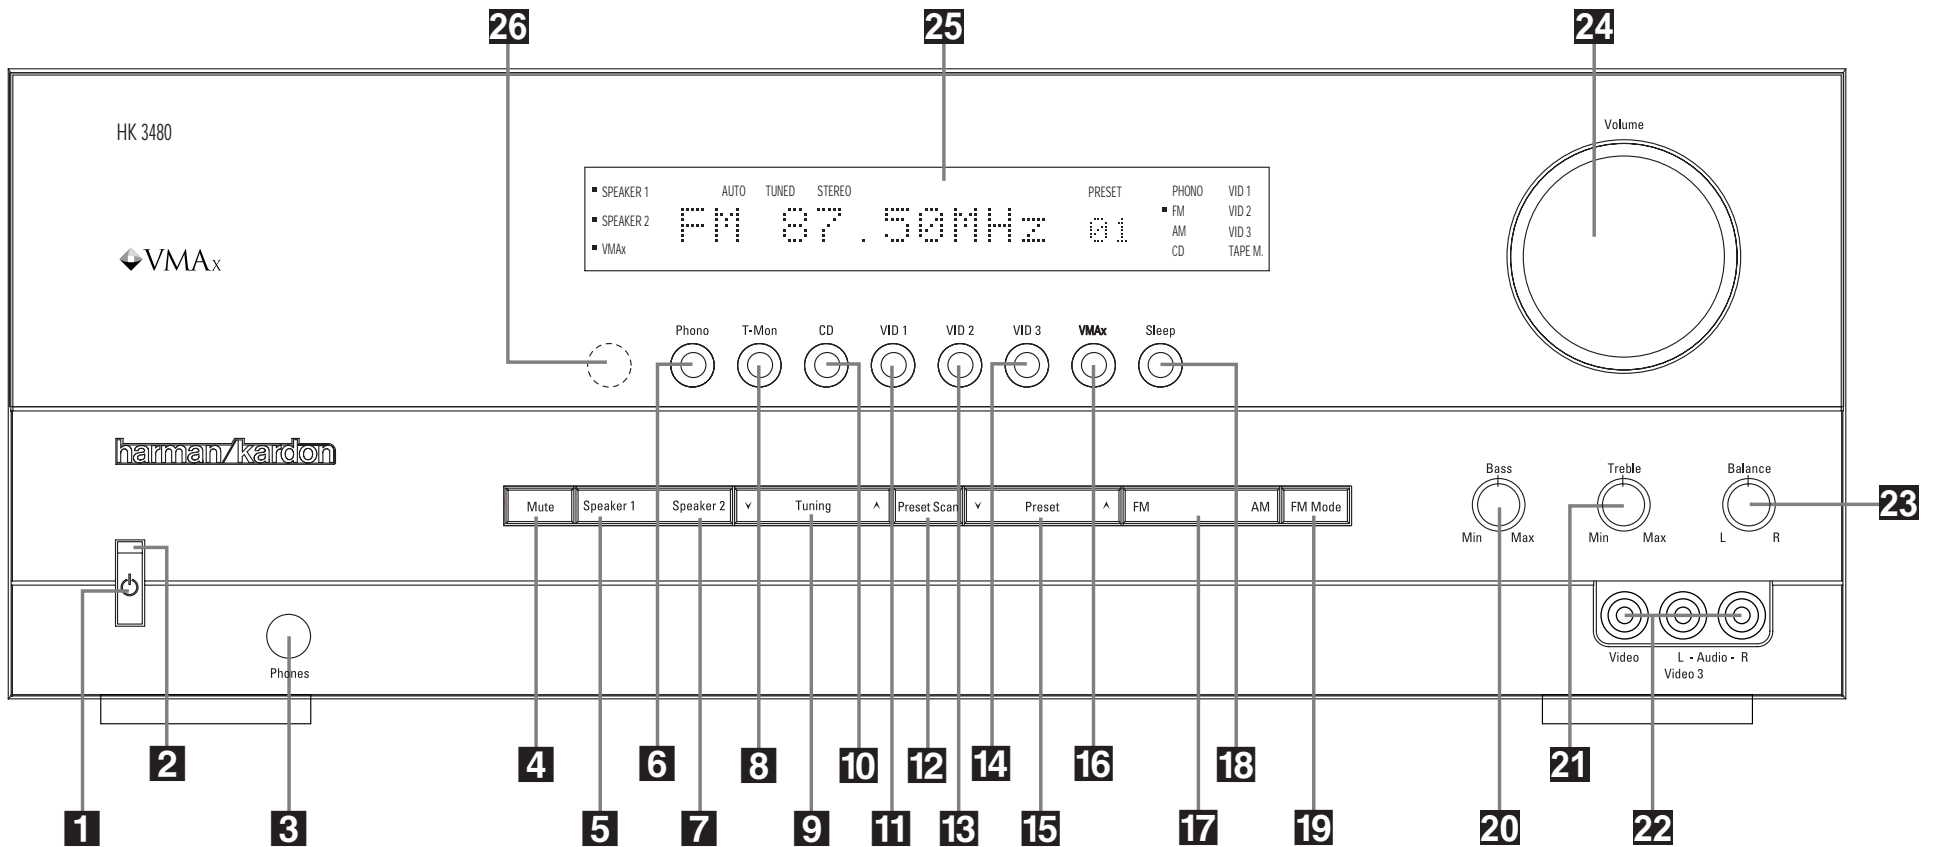 26 25 24
HK 3480
Volume
SPEAKER 1 AUTO TUNED STEREO PRESET PHONO VID 1
SPEAKER 2 FM 87.50MHz 01 FM VID 2
AM VID 3
VMAx CD TAPE M.
VMAx
Phono T-Mon CD VID 1 VID 2 VID 3 VMAx Sleep
harman/kardon
Bass Treble Balance
Mute Speaker 1 Speaker 2 ˅ Tuning ˄ Preset Scan ˅ Preset ˄ FM AM FM Mode
23
Min Max Min Max L R
Phones
Video L - Audio - R
Video 3
2 4 6 8 10 12 14 16 18 21
1 3 5 7 9 11 13 15 17 19 20 22